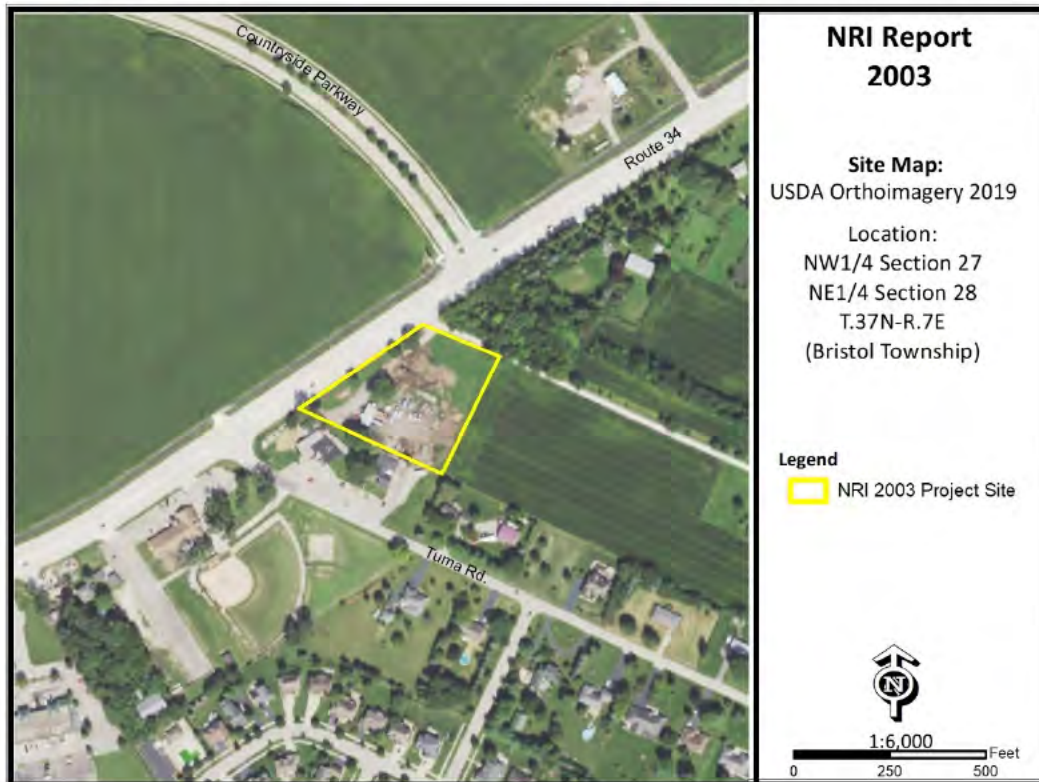 Countryside Parkway
Route 34
Tuma Rd.
NRI Report
2003
Site Map:
USDA Orthoimagery 2019
Location:
NW1/4 Section 27
NE1/4 Section 28
T.37N-R.7E
(Bristol Township)
Legend
NRI 2003 Project Site
N
1:6,000
Feet
0 250 500